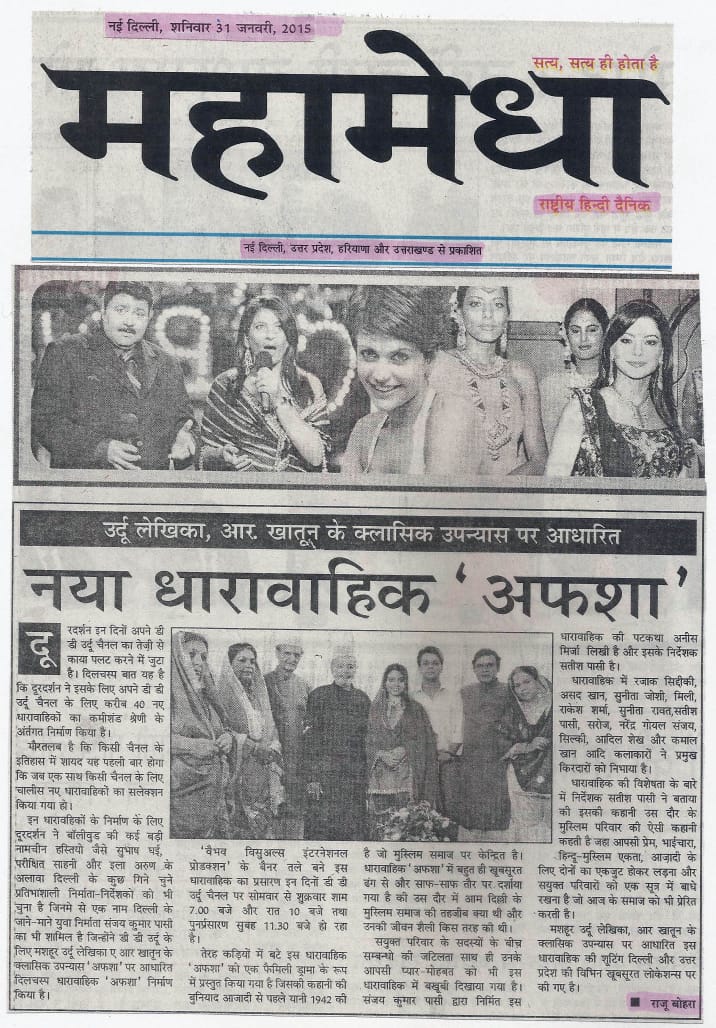 नई दिल्ली, शनिवार 31 जनवरी, 2015
सत्य, सत्य ही होता है
महामेधा
राष्ट्रीय हिन्दी दैनिक
नई दिल्ली, उत्तर प्रदेश, हरियाणा और उत्तराखण्ड से प्रकाशित
उर्दू लेखिका, आर. खातून के क्लासिक उपन्यास पर आधारित
नया धारावाहिक ‘अफशा’
दूरदर्शन इन दिनों अपने डी
डी उर्दू चैनल का तेज़ी से
काया पलट करने में जुटा
है। दिलचस्प बात यह है
कि दूरदर्शन ने इसके लिए अपने डी डी
उर्दू चैनल के लिए करीब 40 नए
धारावाहिकों का कमीशंड श्रेणी के
अंर्तगत निर्माण किया है।
गौरतलब है कि किसी चैनल के
इतिहास में शायद यह पहली बार होगा
कि जब एक साथ किसी चैनल के लिए
चालीस नए धारावाहिकों का सलेक्शन
किया गया हो।
इन धारावहिकों के निर्माण के लिए
दूरदर्शन ने बॉलीवुड की कई बड़ी
नामचीन हस्तियो जैसे सुभाष घई,
परीक्षित साहनी और इला अरुण के
अलावा दिल्ली के कुछ गिने चुने
प्रतिभाशीली निर्माता-निर्देशकों को भी
चुना है जिनमे से एक नाम दिल्ली के
जाने-माने युवा निर्माता संजय कुमार पासी
का भी शामिल है जिन्होंने डी डी उर्दू के
लिए मशहूर उर्दू लेखिका ए आर खातून के
क्लासिक उपन्यास ‘अफशा’ पर आधारित
दिलचस्प धारावाहिक ‘अफशा’ निर्माण
किया है।
‘वैभव विसुअल्स इंटरनेशनल
प्रोडक्शन’ के बैनर तले बने इस
धारावाहिक का प्रसारण इन दिनों डी डी
उर्दू चैनल पर सोमवार से शुक्रवार शाम
7.00 बजे और रात 10 बजे तथा
पुनर्प्रसारण सुबह 11.30 बजे हो रहा
है।
तेरह कड़ियों में बटे इस धारावाहिक
‘अफशा’ को एक फैमिली ड्रामा के रूप
में प्रस्तुत किया गया है जिसकी कहानी की
बुनियाद आजादी से पहले यानी 1942 की
है जो मुस्लिम समाज पर केन्द्रित है।
धारावाहिक ‘अफशा’ में बहुत ही खूबसूरत
ढंग से और साफ-साफ तौर पर दर्शाया
गया है की उस दौर में आम दिल्ली के
मुस्लिम समाज की तहजीब क्या थी और
उनकी जीवन शैली किस तरह की थी।
सयुक्त परिवार के सदस्यों के बीच
सम्बन्धो की जटिलता साथ ही उनके
आपसी प्यार-मोहबत को भी इस
धारावाहिक में बखूबी दिखाया गया है।
संजय कुमार पासी द्वारा निर्मित इस
धारावाहिक की पटकथा अनीस
मिर्जा लिखी है और इसके निर्देशक
सतीश पासी है।
धारावाहिक में रजाक सिद्दीकी,
असद खान, सुनीता जोशी, मिली,
राकेश शर्मा, सुनीता रावत,सतीश
पासी, सरोज, नरेंद्र गोयल संजय,
सिल्की, आदिल शेख और कमाल
खान आदि कलाकारों ने प्रमुख
किरदारों को निभाया है।
धारावाहिक की विशेषता के बारे
में निर्देशक सतीश पासी ने बताया
की इसकी कहानी उस दौर के
मुस्लिम परिवार की ऐसी कहानी
कहती है जहा आपसी प्रेम, भाईचारा,
हिन्दू-मुस्लिम एकता, आज़ादी के
लिए दोनों का एकजुट होकर लड़ना और
सयुक्त परिवारों को एक सूत्र में बाधे
रखना है जो आज के समाज को भी प्रेरित
करती है।
मशहूर उर्दू लेखिका, आर खातून के
क्लासिक उपन्यास पर आधारित इस
धारावाहिक की शूटिंग दिल्ली और उत्तर
प्रदेश की विभिन खूबसूरत लोकेशन्स पर
की गए है।
राजू बोहरा